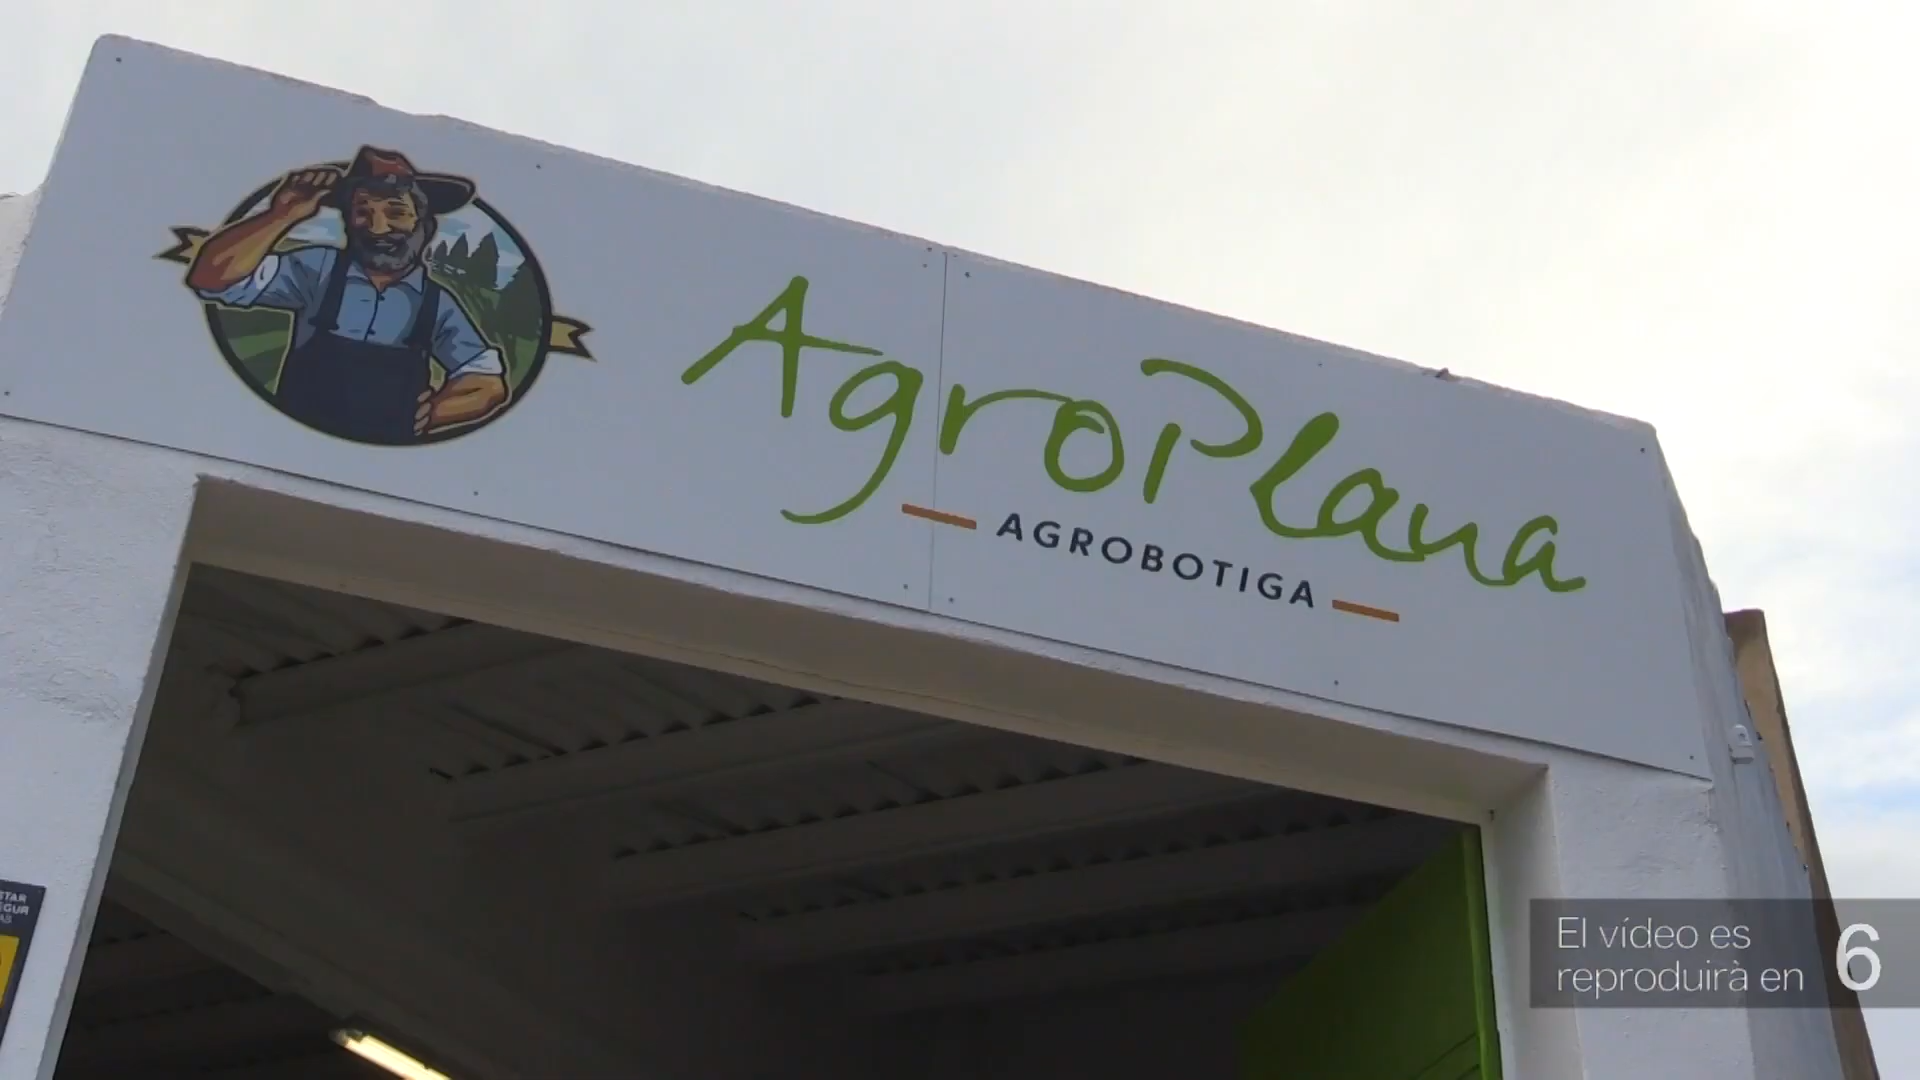 AgroPlana
AGROBOTIGA
El vídeo es
reproduirà en
6